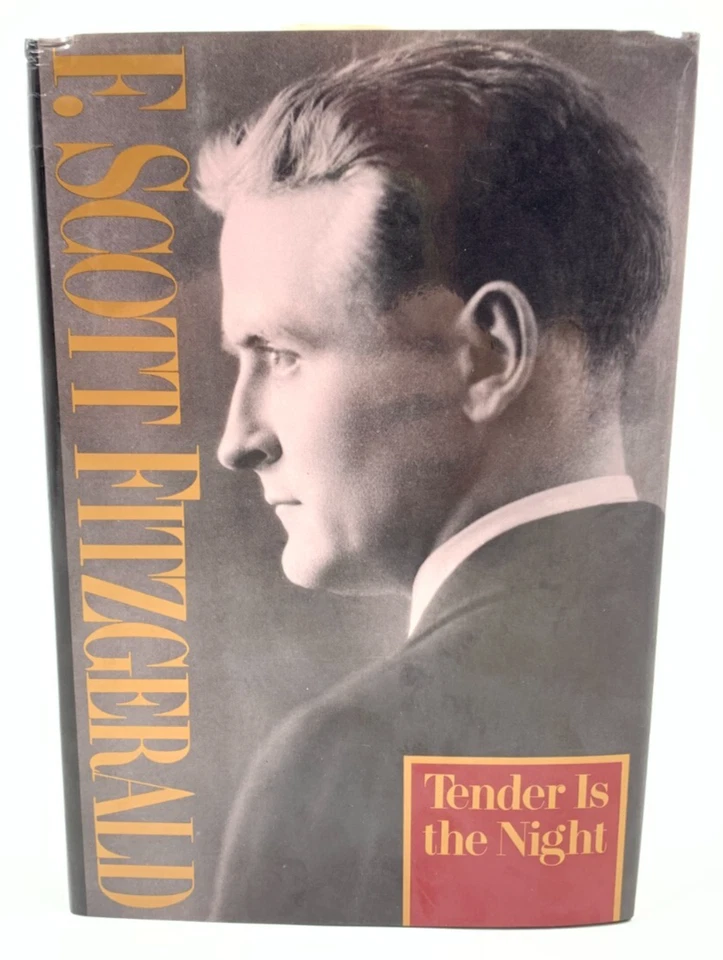 F. SCOTT FITZGERALD
Tender Is
the Night